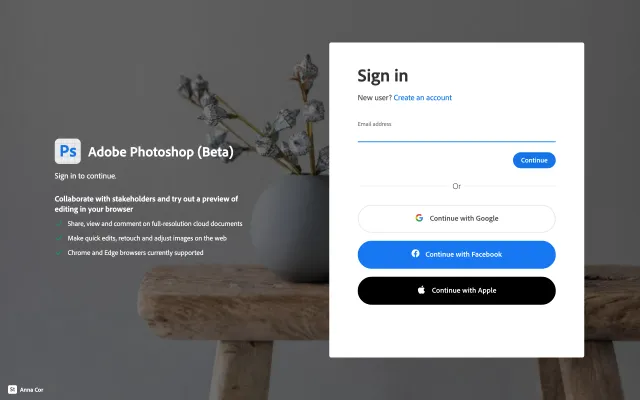 Ps Adobe Photoshop (Beta)
Sign in to continue.
Collaborate with stakeholders and try out a preview of
editing in your browser
Share, view and comment on full-resolution cloud documents
Make quick edits, retouch and adjust images on the web
Chrome and Edge browsers currently supported
Sign in
New user? Create an account
Email address
Continue
Or
Continue with Google
Continue with Facebook
Continue with Apple
St Anna Cor